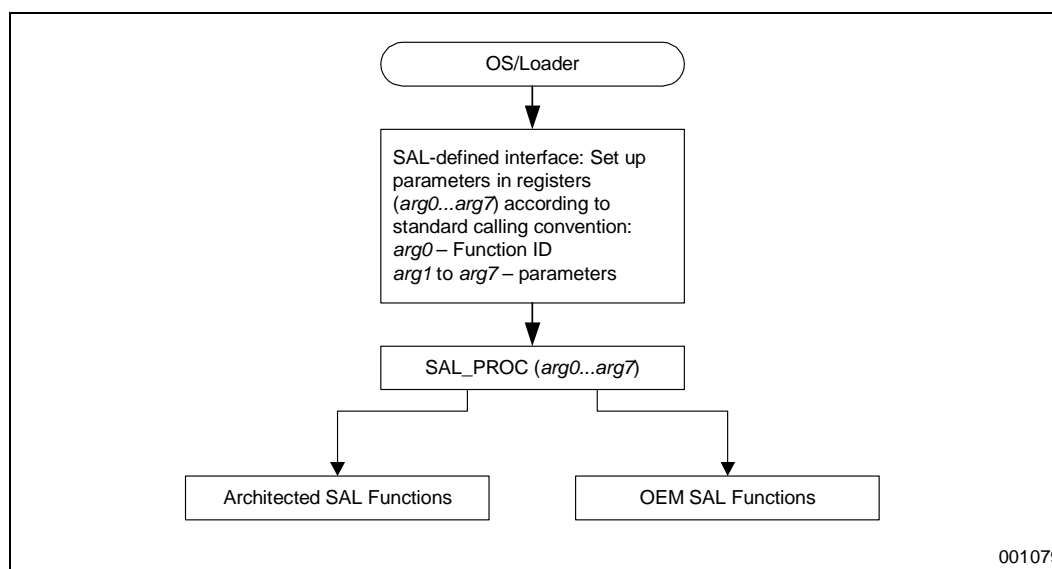 OS/Loader
SAL-defined interface: Set up
parameters in registers
(arg0...arg7) according to
standard calling convention:
arg0 – Function ID
arg1 to arg7 – parameters
SAL_PROC (arg0...arg7)
Architected SAL Functions
OEM SAL Functions
001079